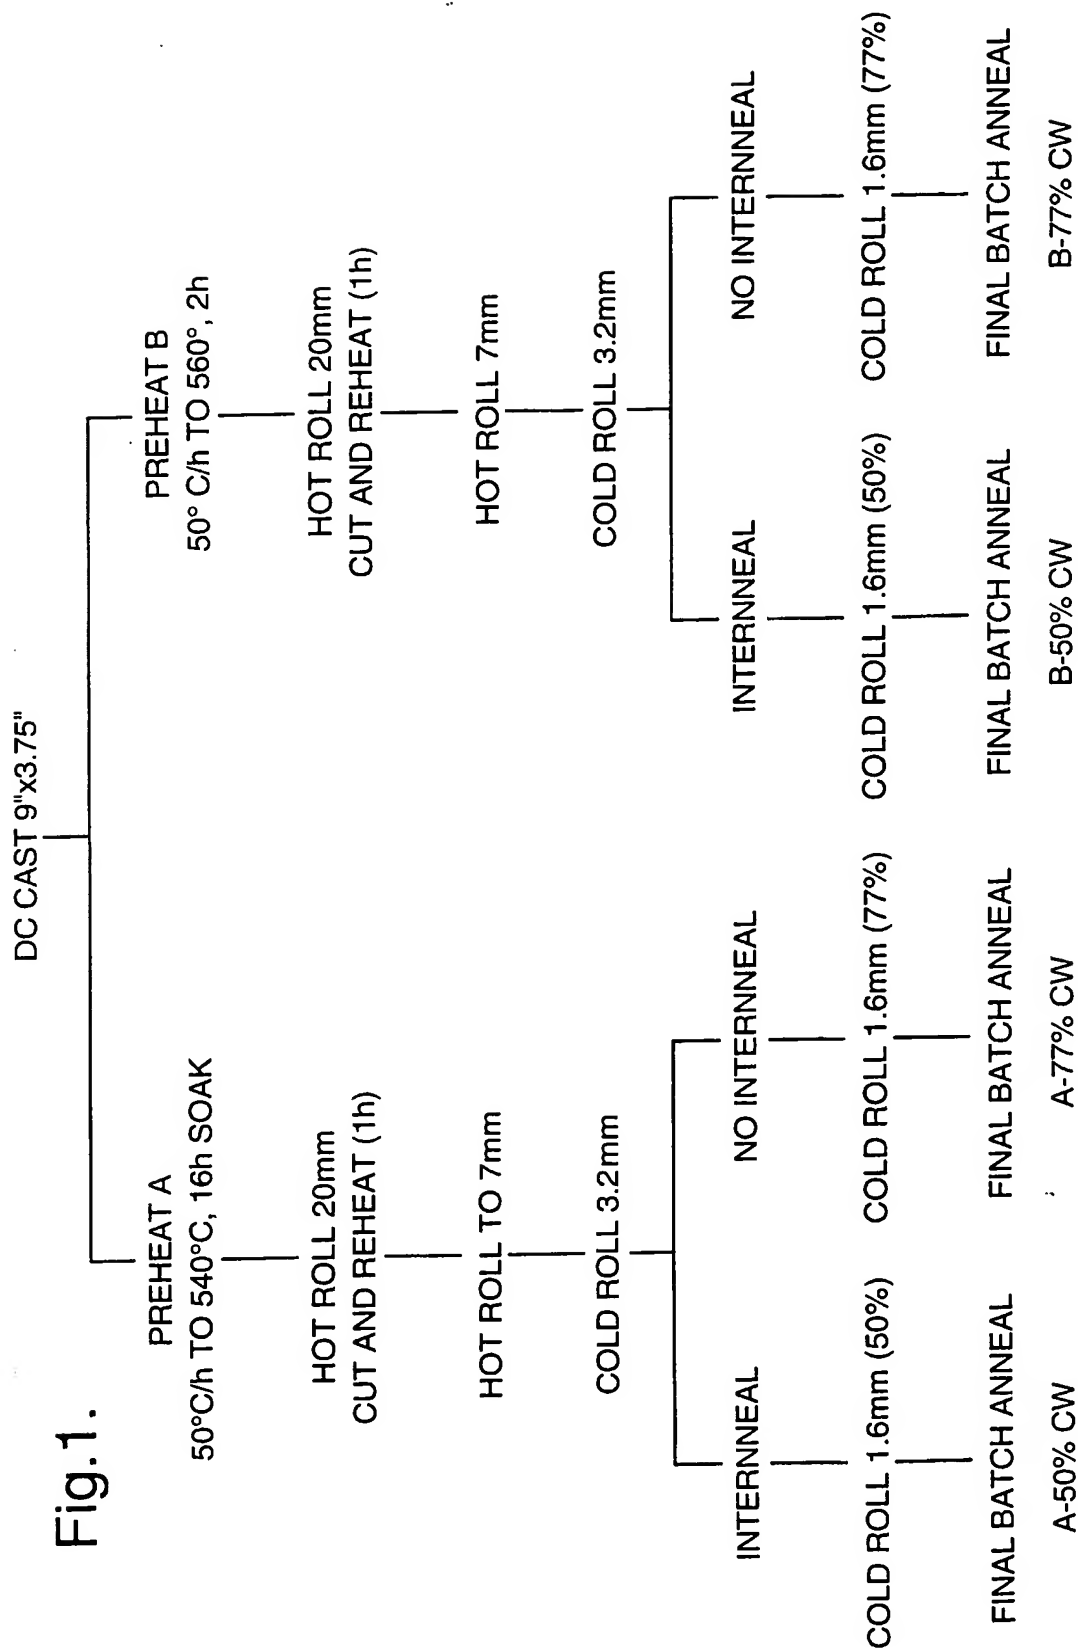 Fig.1.
DC CAST 9"x3.75"
PREHEAT A
50°C/h TO 540°C, 16h SOAK
HOT ROLL 20mm
CUT AND REHEAT (1h)
HOT ROLL TO 7mm
COLD ROLL 3.2mm
INTERNNEAL
COLD ROLL 1.6mm (50%)
FINAL BATCH ANNEAL
A-50% CW
NO INTERNNEAL
COLD ROLL 1.6mm (77%)
FINAL BATCH ANNEAL
A-77% CW
PREHEAT B
50° C/h TO 560°, 2h
HOT ROLL 20mm
CUT AND REHEAT (1h)
HOT ROLL 7mm
COLD ROLL 3.2mm
INTERNNEAL
COLD ROLL 1.6mm (50%)
FINAL BATCH ANNEAL
B-50% CW
NO INTERNNEAL
COLD ROLL 1.6mm (77%)
FINAL BATCH ANNEAL
B-77% CW